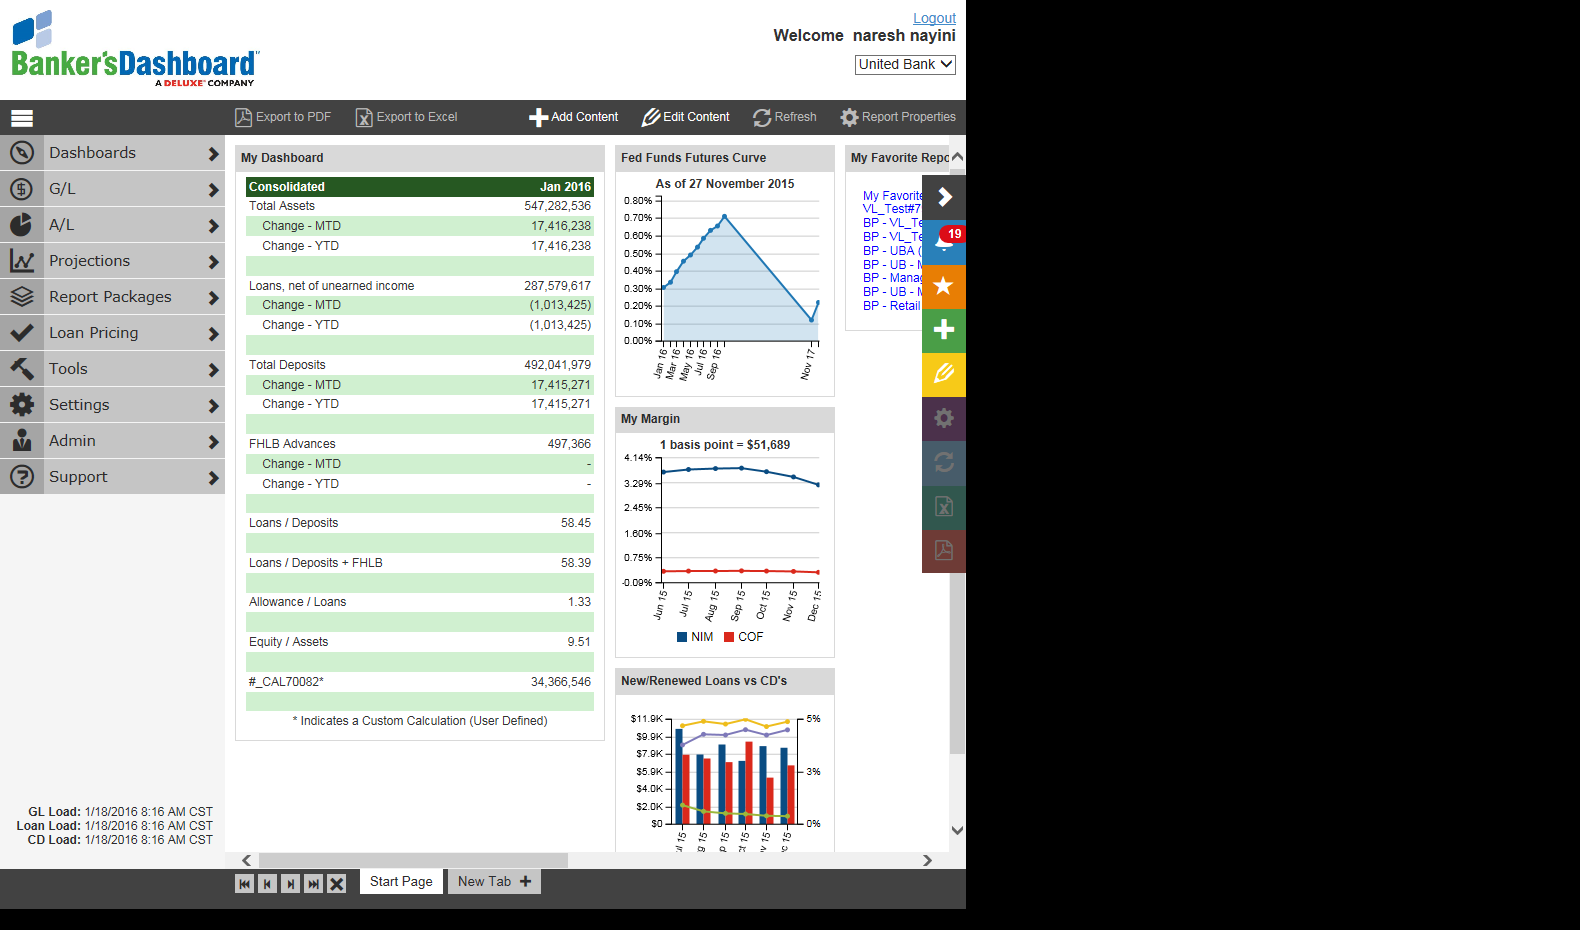 Logout
Welcome naresh nayini
Banker'sDashboard
A DELUXE COMPANY
United Bank
Export to PDF
Export to Excel
Add Content
Edit Content
Refresh
Report Properties
Dashboards
G/L
A/L
Projections
Report Packages
Loan Pricing
Tools
Settings
Admin
Support
GL Load: 1/18/2016 8:16 AM CST
Loan Load: 1/18/2016 8:16 AM CST
CD Load: 1/18/2016 8:16 AM CST
My Dashboard
Consolidated Jan 2016
Total Assets 547,282,536
Change - MTD 17,416,238
Change - YTD 17,416,238
Loans, net of unearned income 287,579,617
Change - MTD (1,013,425)
Change - YTD (1,013,425)
Total Deposits 492,041,979
Change - MTD 17,415,271
Change - YTD 17,415,271
FHLB Advances 497,366
Change - MTD -
Change - YTD -
Loans / Deposits 58.45
Loans / Deposits + FHLB 58.39
Allowance / Loans 1.33
Equity / Assets 9.51
#_CAL70082* 34,366,546
* Indicates a Custom Calculation (User Defined)
Fed Funds Futures Curve
As of 27 November 2015
0.80%
0.70%
0.60%
0.50%
0.40%
0.30%
0.20%
0.10%
0.00%
Jan 16 Mar 16 May 16 Jul 16 Sep 16 Nov 17
My Margin
1 basis point = $51,689
4.14%
3.29%
2.45%
1.60%
0.75%
-0.09%
Jun 15 Jul 15 Aug 15 Sep 15 Oct 15 Nov 15 Dec 15
NIM COF
New/Renewed Loans vs CD's
$11.9K 5%
$9.9K
$7.9K
$5.9K 3%
$4.0K
$2.0K
$0 0%
My Favorite Repo
My Favorite
VL_Test#7
BP - VL_Te
BP - VL_Te
BP - UBA (
BP - UB - M
BP - Manag
BP - UB - M
BP - Retail
19
Start Page
New Tab